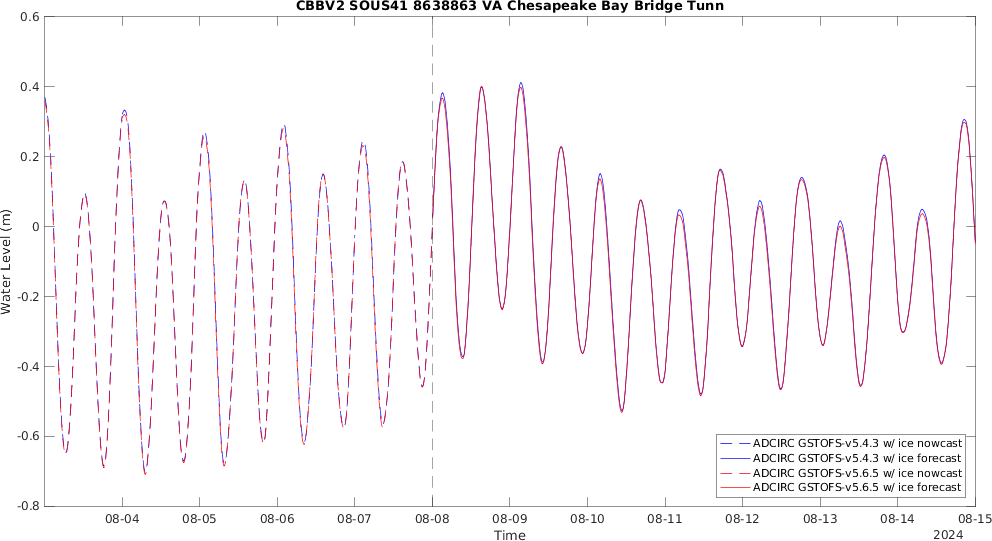 CBBV2 SOUS41 8638863 VA Chesapeake Bay Bridge Tunn
0.6
0.4
0.2
0
-0.2
-0.4
-0.6
-0.8
Water Level (m)
ADCIRC GSTOFS-v5.4.3 w/ ice nowcast
ADCIRC GSTOFS-v5.4.3 w/ ice forecast
ADCIRC GSTOFS-v5.6.5 w/ ice nowcast
ADCIRC GSTOFS-v5.6.5 w/ ice forecast
08-04 08-05 08-06 08-07 08-08 08-09 08-10 08-11 08-12 08-13 08-14 08-15
Time
2024